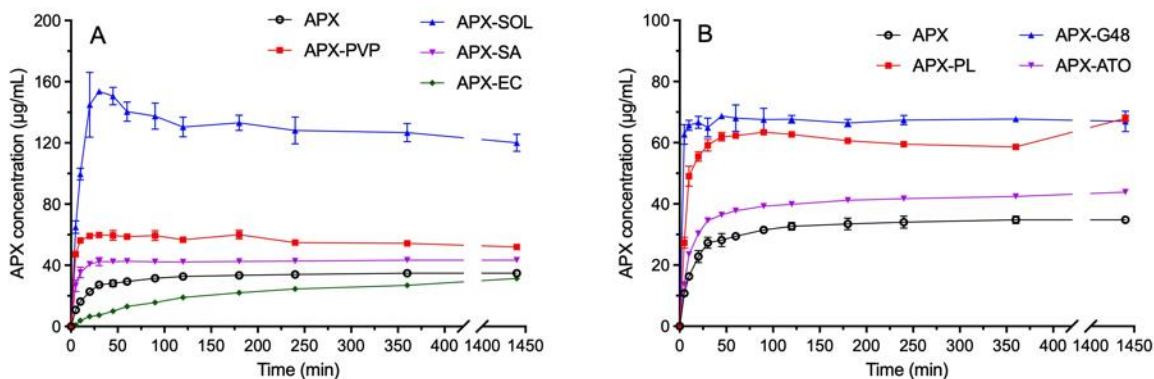 A
APX
APX-PVP
APX-SOL
APX-SA
APX-EC
APX concentration (µg/mL)
200
160
120
80
40
0
0 50 100 150 200 250 300 350 400 1400 1450
Time (min)
B
APX
APX-PL
APX-G48
APX-ATO
APX concentration (µg/mL)
100
80
60
40
20
0
0 50 100 150 200 250 300 350 400 1400 1450
Time (min)